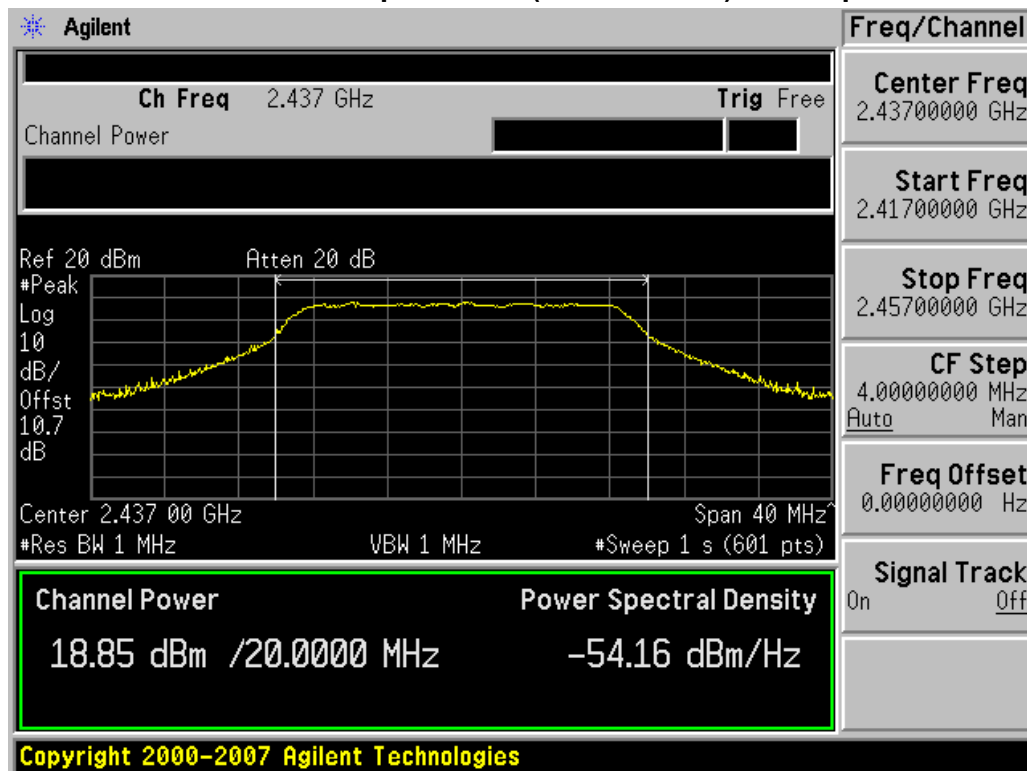 Agilent
Freq/Channel
Ch Freq 2.437 GHz Trig Free
Channel Power
Center Freq
2.43700000 GHz
Start Freq
2.41700000 GHz
Stop Freq
2.45700000 GHz
CF Step
4.00000000 MHz
Auto Man
Freq Offset
0.00000000 Hz
Signal Track
On Off
Ref 20 dBm Atten 20 dB
#Peak
Log
10
dB/
Offst
10.7
dB
Center 2.437 00 GHz Span 40 MHz^
#Res BW 1 MHz VBW 1 MHz #Sweep 1 s (601 pts)
Channel Power Power Spectral Density
18.85 dBm /20.0000 MHz -54.16 dBm/Hz
Copyright 2000-2007 Agilent Technologies